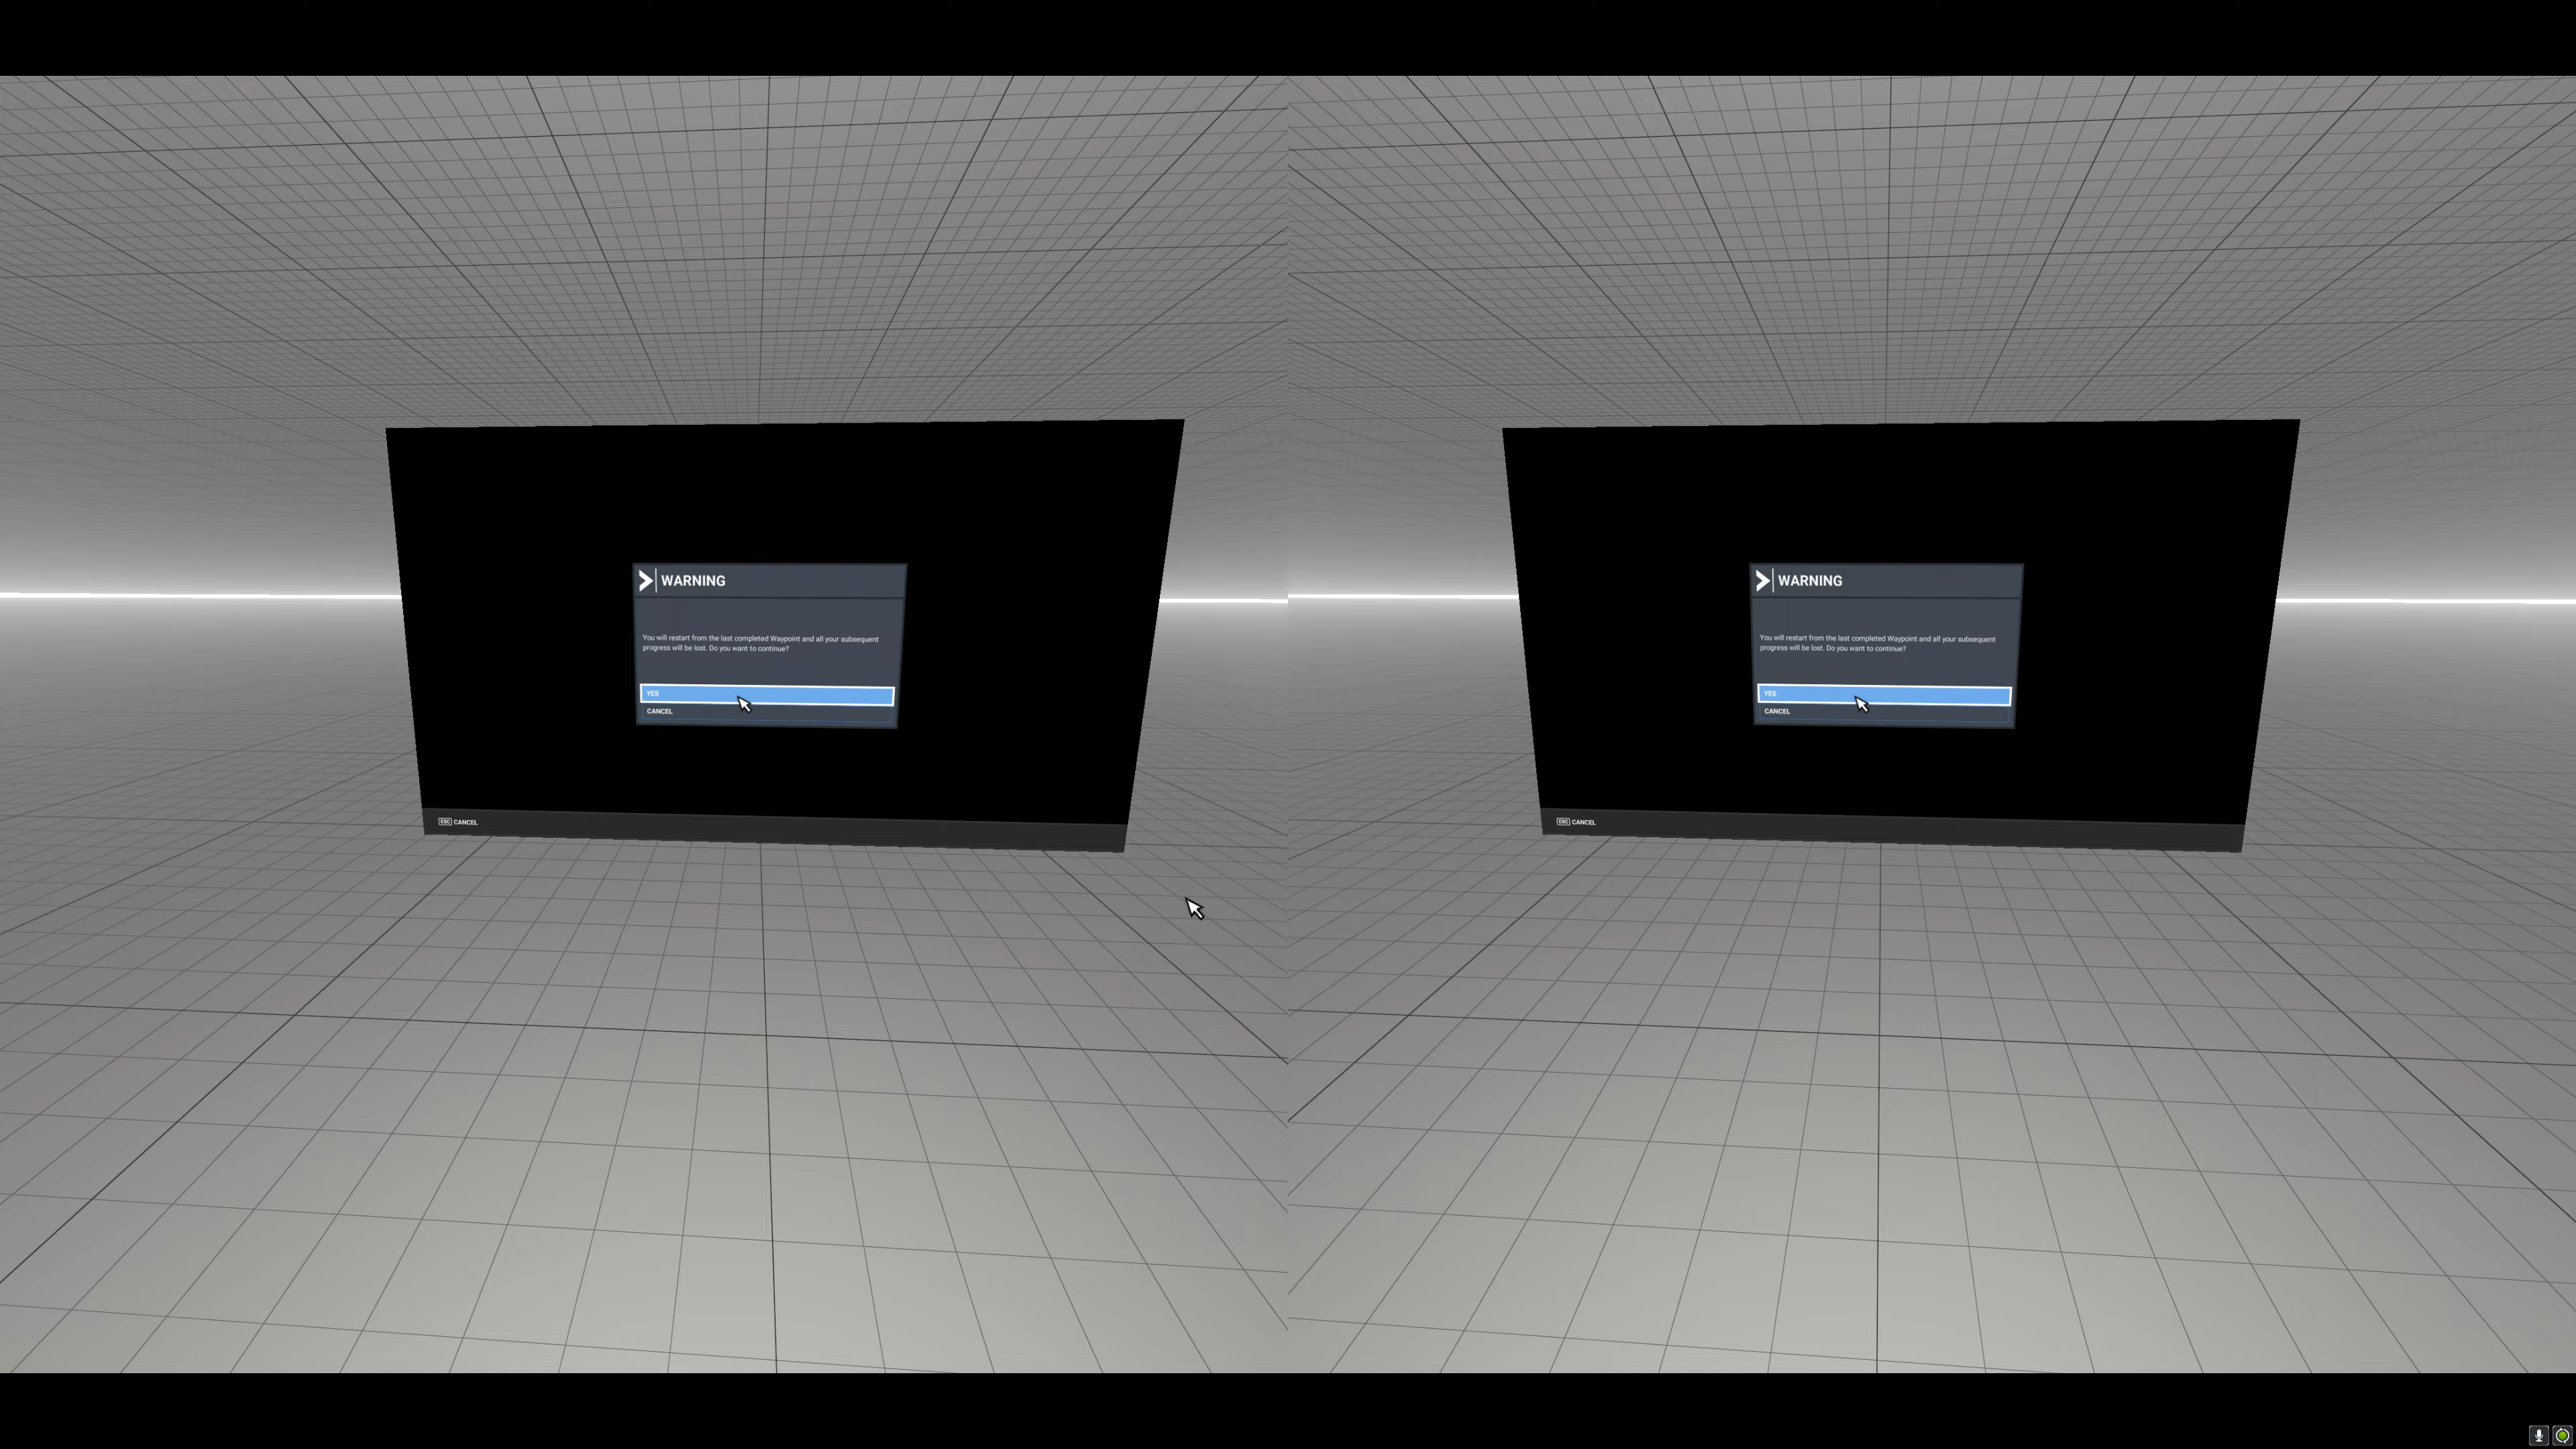 WARNING
You will restart from the last completed Waypoint and all your subsequent
progress will be lost. Do you want to continue?
YES
CANCEL
ESC CANCEL
WARNING
You will restart from the last completed Waypoint and all your subsequent
progress will be lost. Do you want to continue?
YES
CANCEL
ESC CANCEL